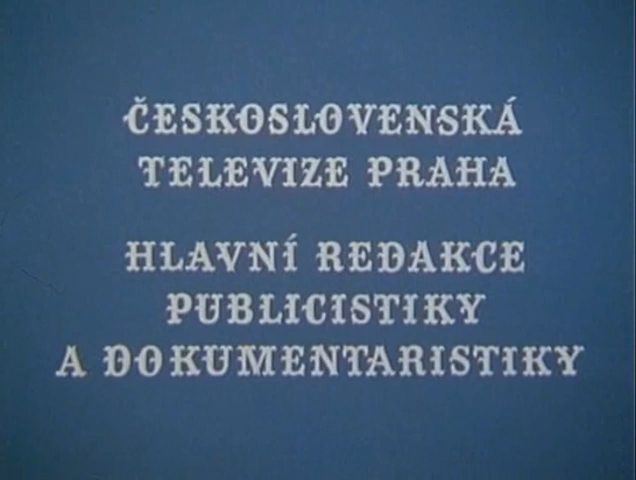 ČESKOSLOVENSKÁ
TELEVIZE PRAHA
HLAVNÍ REDAKCE
PUBLICISTIKY
A DOKUMENTARISTIKY